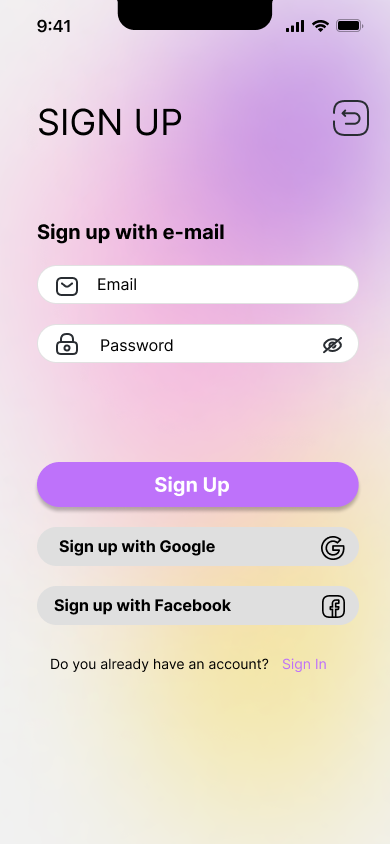 9:41
SIGN UP
Sign up with e-mail
Email
Password
Sign Up
Sign up with Google
Sign up with Facebook
Do you already have an account? Sign In